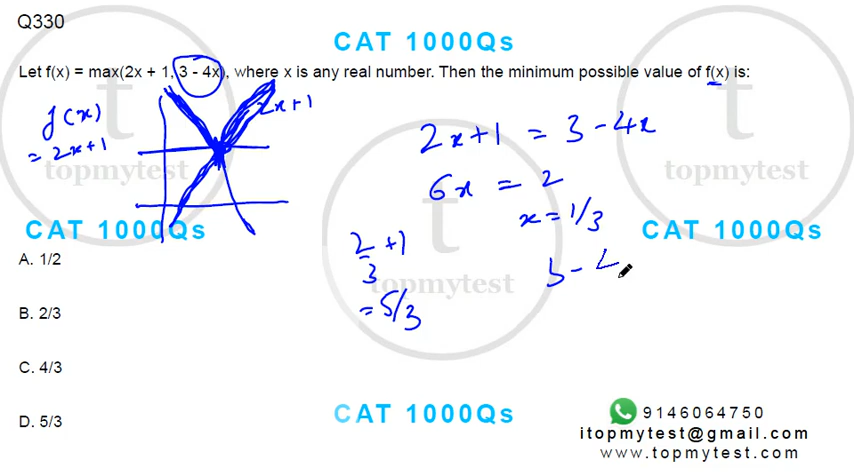 Q330
CAT 1000Qs
Let f(x) = max(2x + 1, 3 - 4x), where x is any real number. Then the minimum possible value of f(x) is:
f(x)
= 2x+1
2x+1
2x+1 = 3-4x
6x = 2
x = 1/3
t
topmytest
t
topmytest
t
topmytest
CAT 1000Qs
CAT 1000Qs
2/3 + 1
= 5/3
3 - 4
A. 1/2
B. 2/3
C. 4/3
D. 5/3
CAT 1000Qs
9146064750
itopmytest@gmail.com
www.topmytest.com